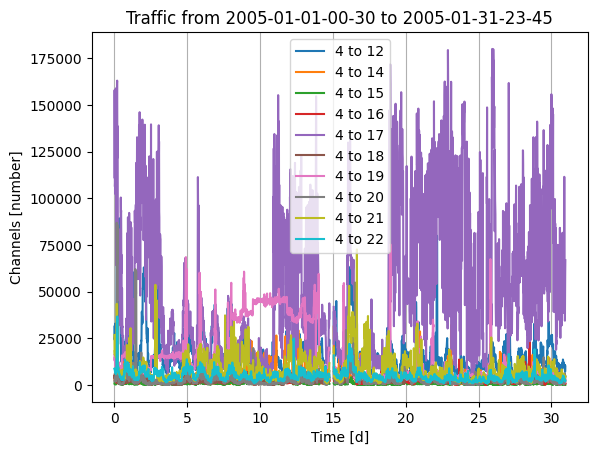 Traffic from 2005-01-01-00-30 to 2005-01-31-23-45
175000
150000
125000
100000
75000
50000
25000
0
Channels [number]
4 to 12
4 to 14
4 to 15
4 to 16
4 to 17
4 to 18
4 to 19
4 to 20
4 to 21
4 to 22
0 5 10 15 20 25 30
Time [d]